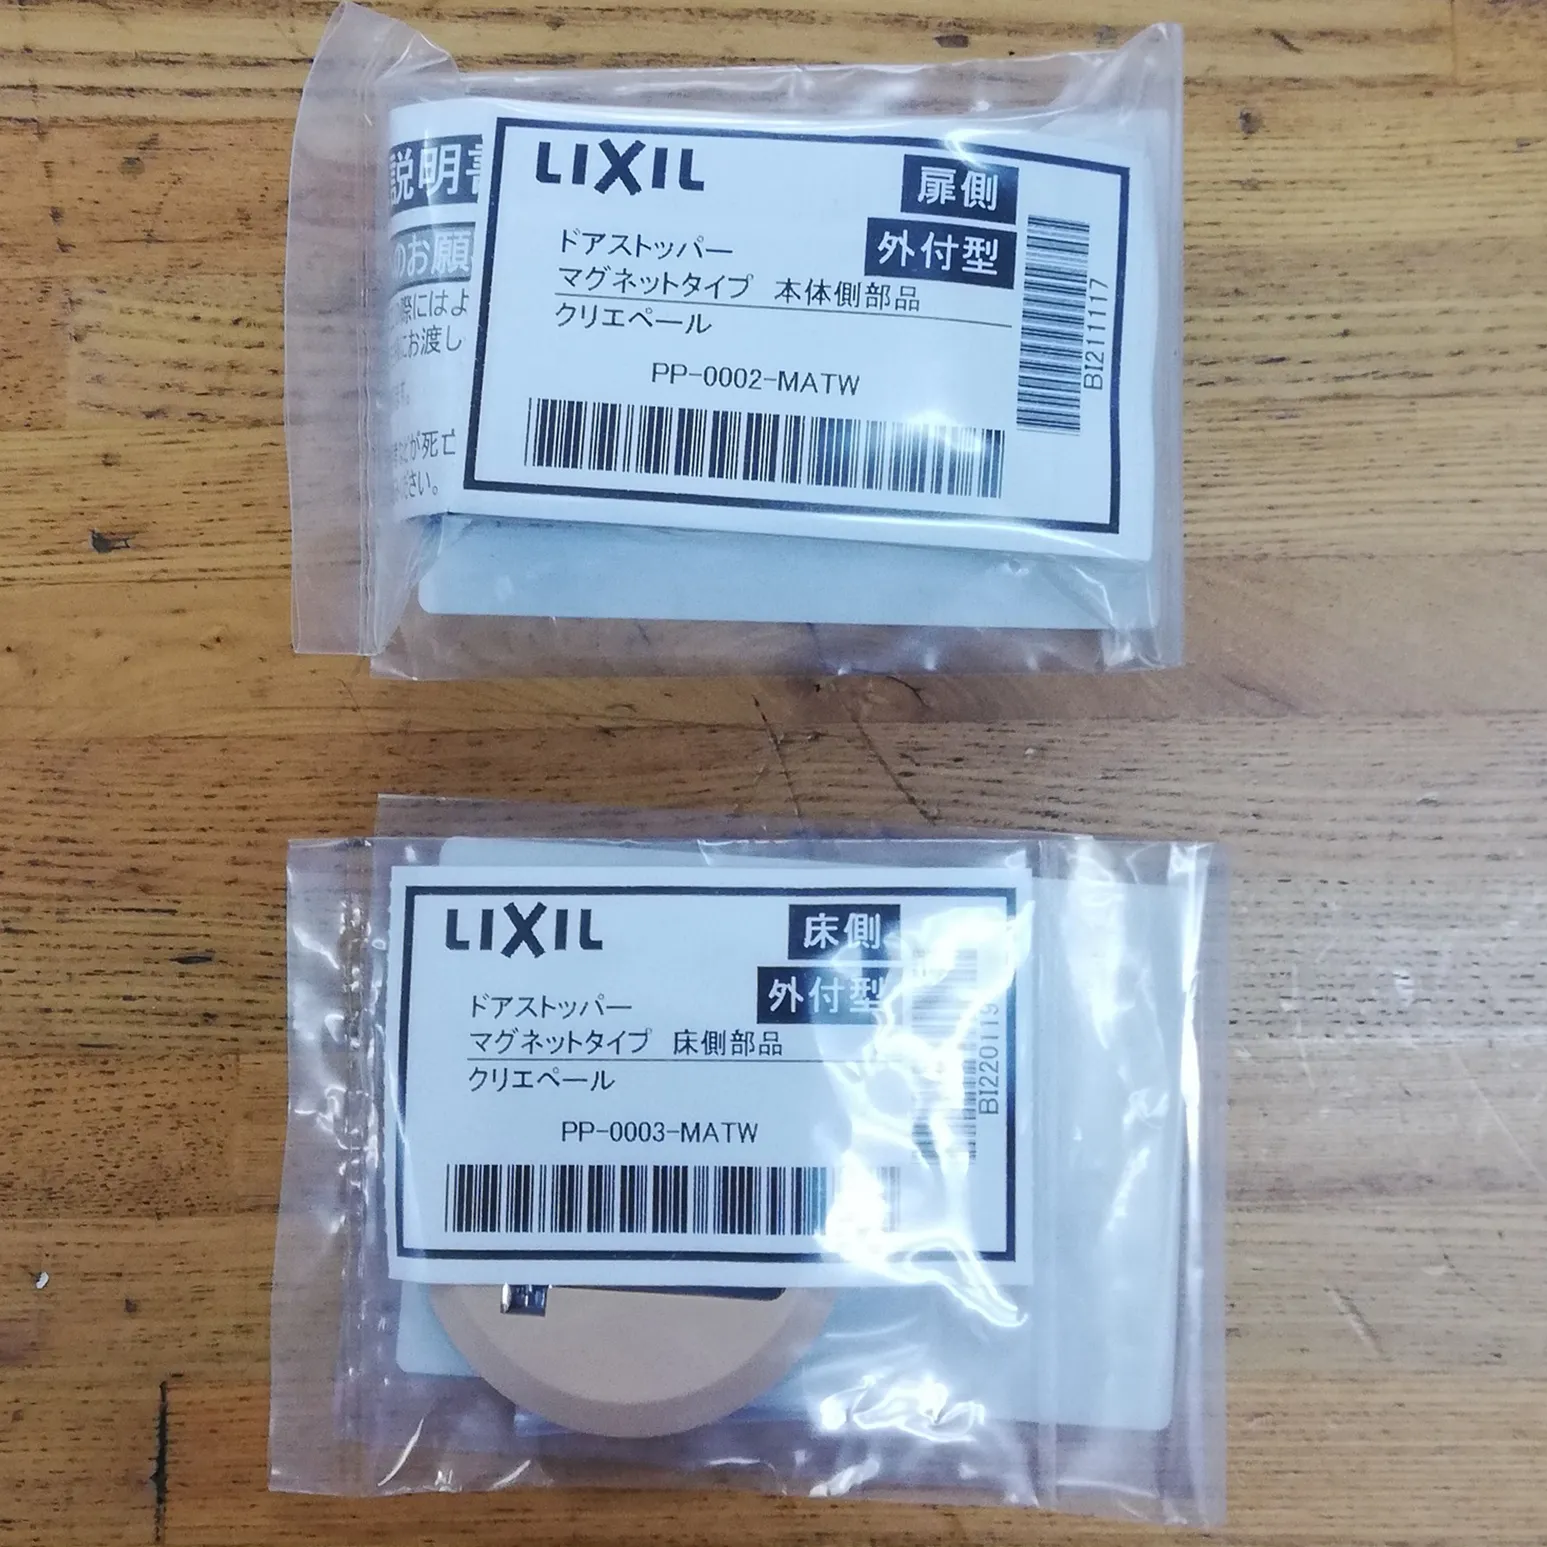 説明書
のお願い
際にはよ
にお渡し
す。
が死亡
さい。
LIXIL
扉側
外付型
ドアストッパー
マグネットタイプ 本体側部品
クリエペール
PP-0002-MATW
BI211117
LIXIL
床側
外付型
ドアストッパー
マグネットタイプ 床側部品
クリエペール
PP-0003-MATW
BI220119